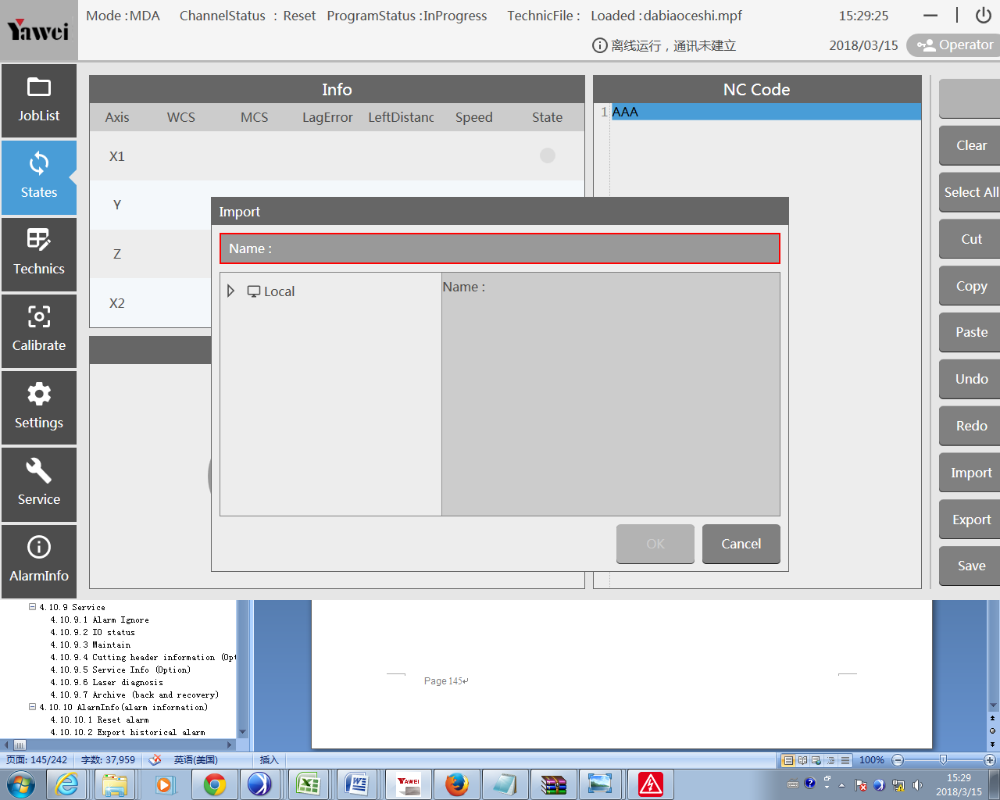 Yawei
Mode :MDA ChannelStatus : Reset ProgramStatus :InProgress TechnicFile : Loaded :dabiaoceshi.mpf 15:29:25
离线运行，通讯未建立 2018/03/15 Operator
JobList
States
Technics
Calibrate
Settings
Service
AlarmInfo
Info
Axis WCS MCS LagError LeftDistanc Speed State
X1
Y
Z
X2
NC Code
1 AAA
Import
Name :
Local
Name :
OK Cancel
Clear
Select All
Cut
Copy
Paste
Undo
Redo
Import
Export
Save
4.10.9 Service
4.10.9.1 Alarm Ignore
4.10.9.2 IO status
4.10.9.3 Maintain
4.10.9.4 Cutting header information (Opt
4.10.9.5 Service Info (Option)
4.10.9.6 Laser diagnosis
4.10.9.7 Archive (back and recovery)
4.10.10 AlarmInfo(alarm information)
4.10.10.1 Reset alarm
4.10.10.2 Export historical alarm
Page 145
页面: 145/242 字数: 37,959 英语(美国) 插入 100%
YAWEI
15:29
2018/3/15